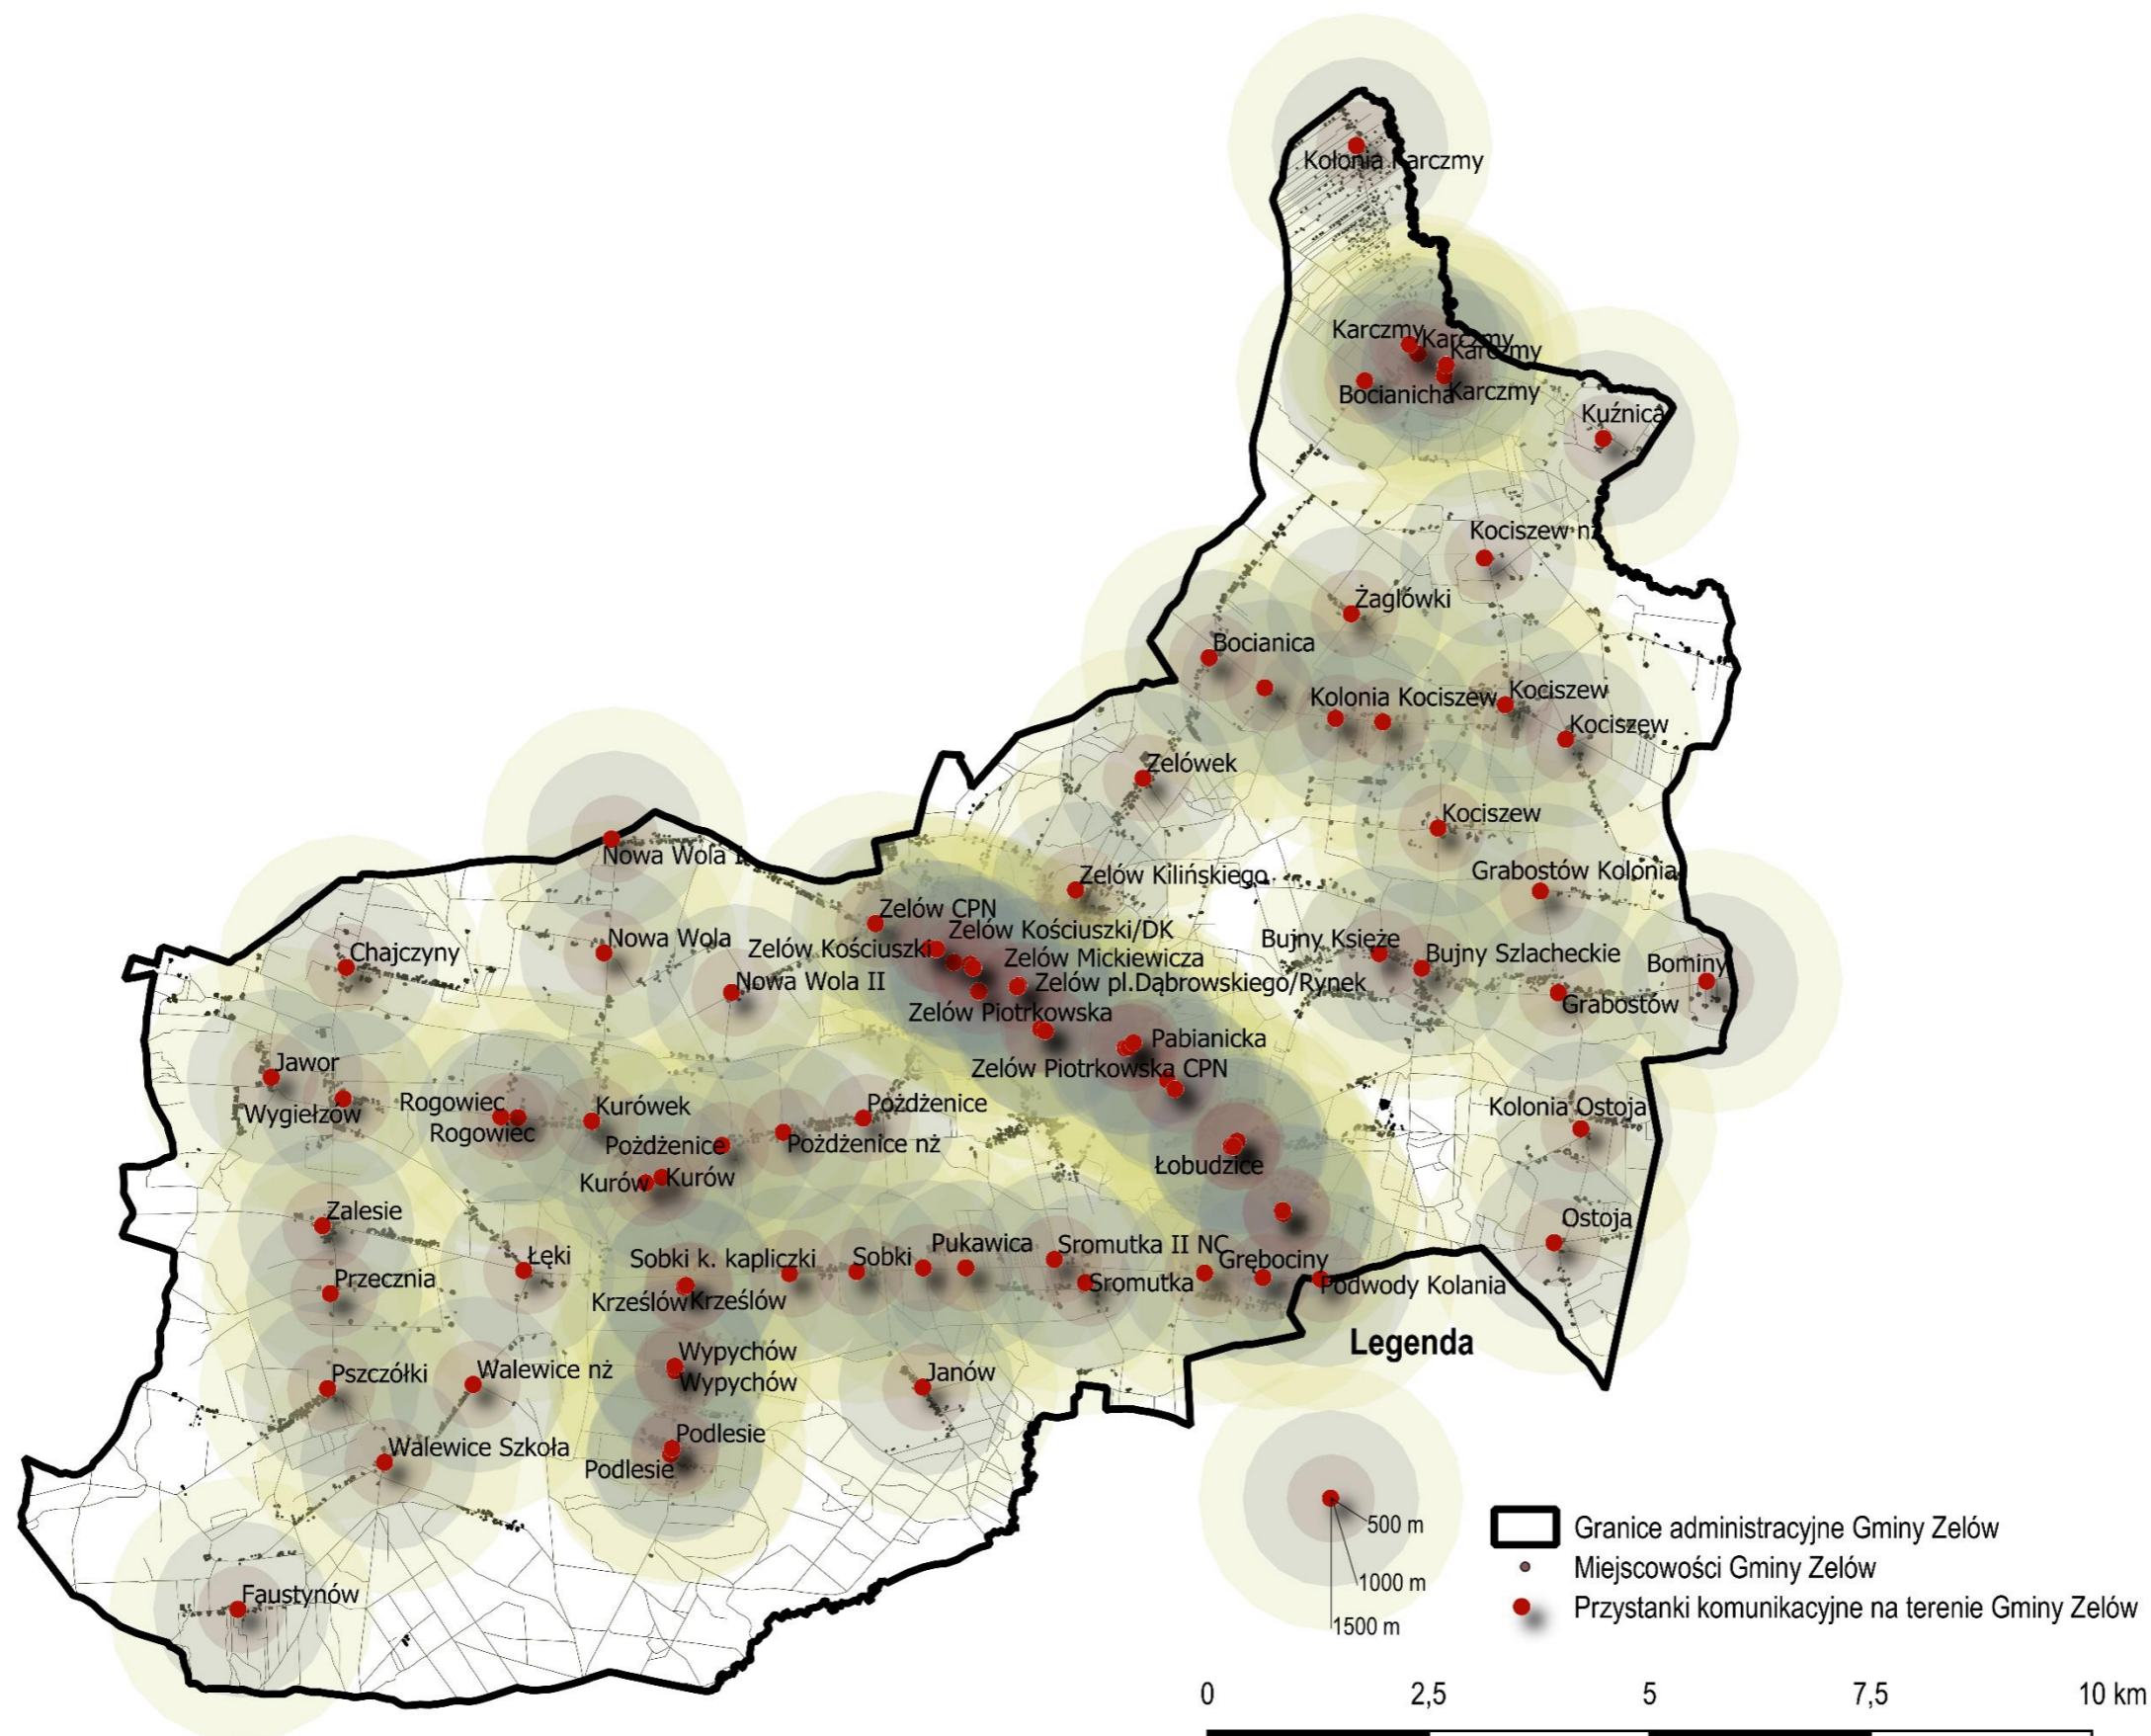 Kolonia Karczmy
Karczmy
Karczmy
Karczmy
Bocianicha
Karczmy
Kuźnica
Kociszew nż
Żaglówki
Bocianica
Kolonia Kociszew
Kociszew
Kociszew
Zelówek
Kociszew
Nowa Wola I
Zelów Kilińskiego
Grabostów Kolonia
Zelów CPN
Zelów Kościuszki/DK
Nowa Wola
Zelów Kościuszki
Bujny Księże
Chajczyny
Zelów Mickiewicza
Bujny Szlacheckie
Bominy
Nowa Wola II
Zelów pl.Dąbrowskiego/Rynek
Grabostów
Zelów Piotrkowska
Pabianicka
Jawor
Zelów Piotrkowska CPN
Wygiełzów
Rogowiec
Kurówek
Pożdżenice
Kolonia Ostoja
Rogowiec
Pożdżenice
Pożdżenice nż
Łobudzice
Kurów
Kurów
Zalesie
Ostoja
Łęki
Sobki k. kapliczki
Sobki
Pukawica
Sromutka II NC
Grębociny
Przecznia
Krześlów
Krześlów
Sromutka
Podwody Kolania
Legenda
Wypychów
Pszczółki
Walewice nż
Wypychów
Janów
Podlesie
Walewice Szkoła
Podlesie
500 m
1000 m
1500 m
Granice administracyjne Gminy Zelów
Miejscowości Gminy Zelów
Przystanki komunikacyjne na terenie Gminy Zelów
Faustynów
0 2,5 5 7,5 10 km